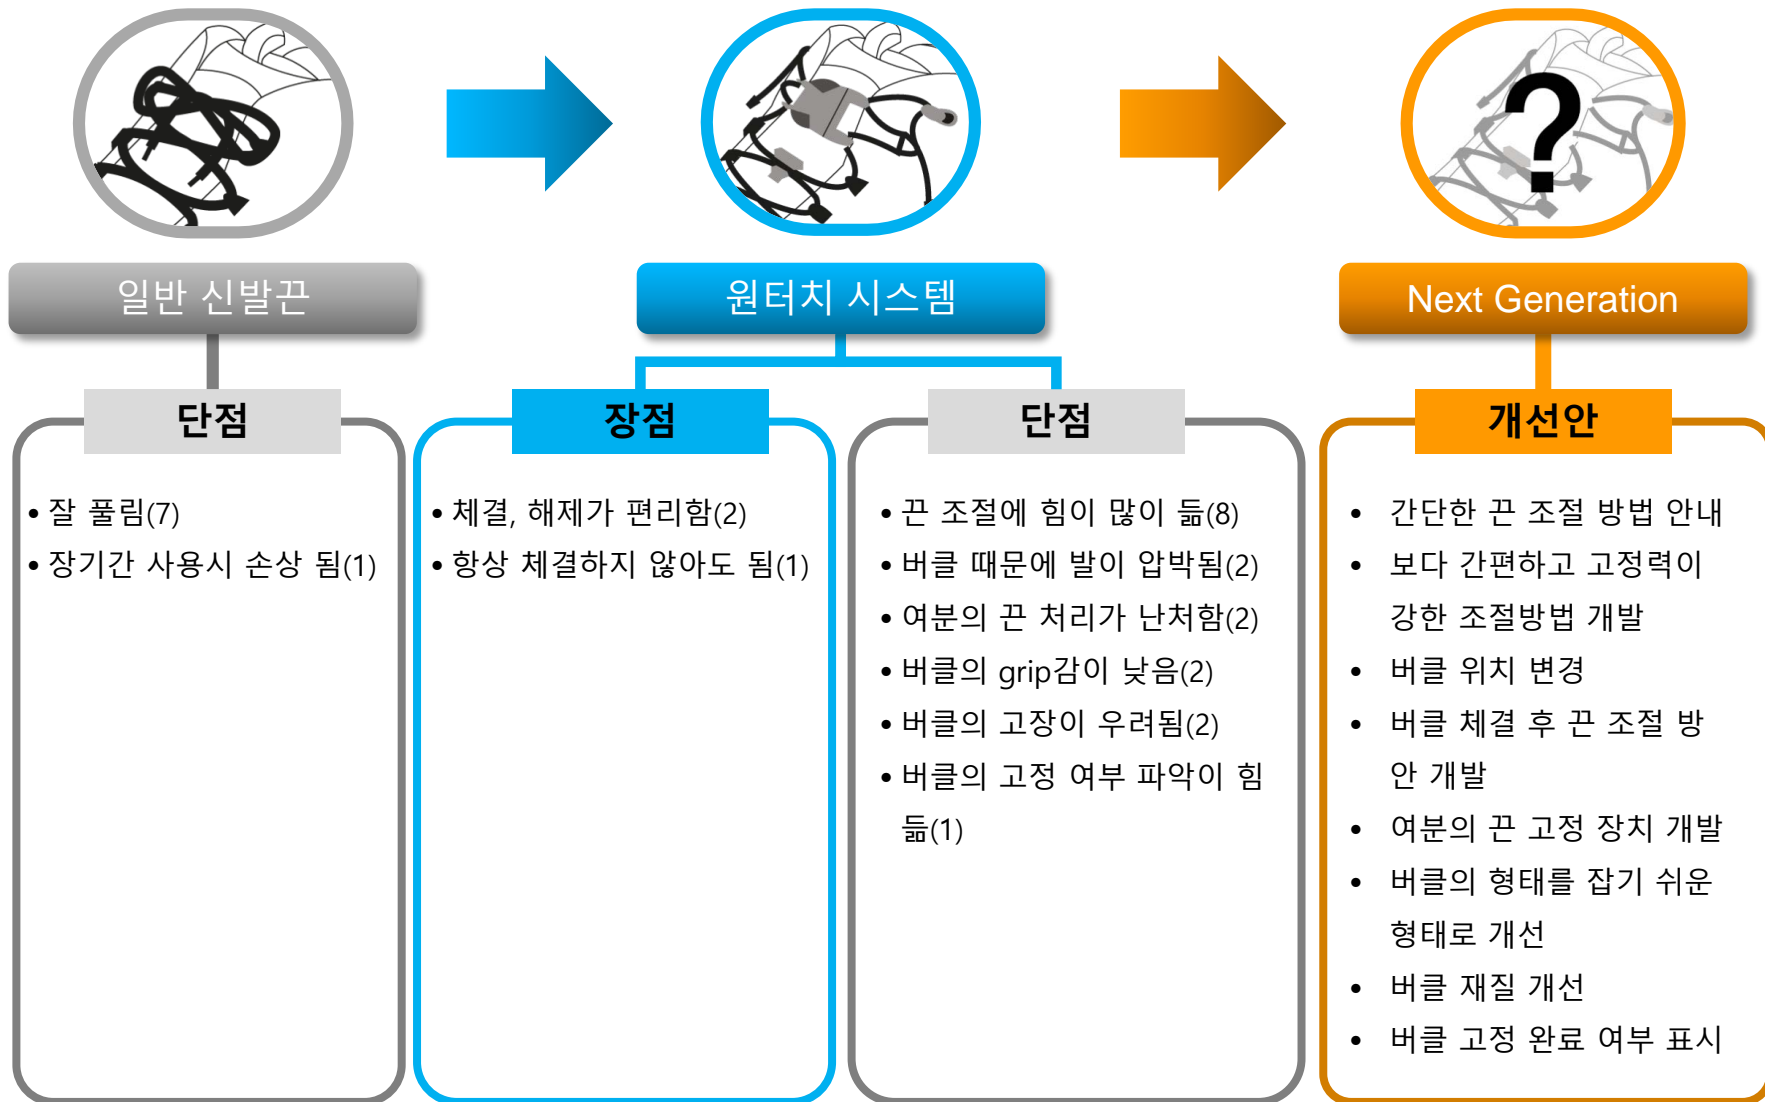 ?
일반 신발끈
원터치 시스템
Next Generation
단점
• 잘 풀림(7)
• 장기간 사용시 손상 됨(1)
장점
• 체결, 해제가 편리함(2)
• 항상 체결하지 않아도 됨(1)
단점
• 끈 조절에 힘이 많이 듦(8)
• 버클 때문에 발이 압박됨(2)
• 여분의 끈 처리가 난처함(2)
• 버클의 grip감이 낮음(2)
• 버클의 고장이 우려됨(2)
• 버클의 고정 여부 파악이 힘
듦(1)
개선안
• 간단한 끈 조절 방법 안내
• 보다 간편하고 고정력이
강한 조절방법 개발
• 버클 위치 변경
• 버클 체결 후 끈 조절 방
안 개발
• 여분의 끈 고정 장치 개발
• 버클의 형태를 잡기 쉬운
형태로 개선
• 버클 재질 개선
• 버클 고정 완료 여부 표시